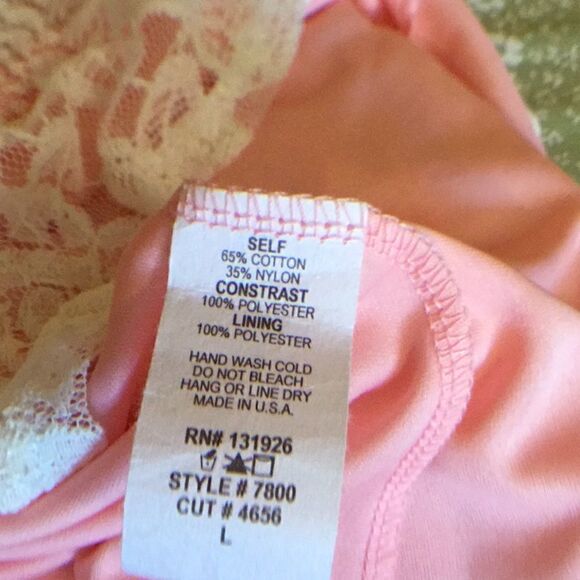 SELF
65% COTTON
35% NYLON
CONSTRAST
100% POLYESTER
LINING
100% POLYESTER
HAND WASH COLD
DO NOT BLEACH
HANG OR LINE DRY
MADE IN U.S.A.
RN# 131926
STYLE # 7800
CUT # 4656
L